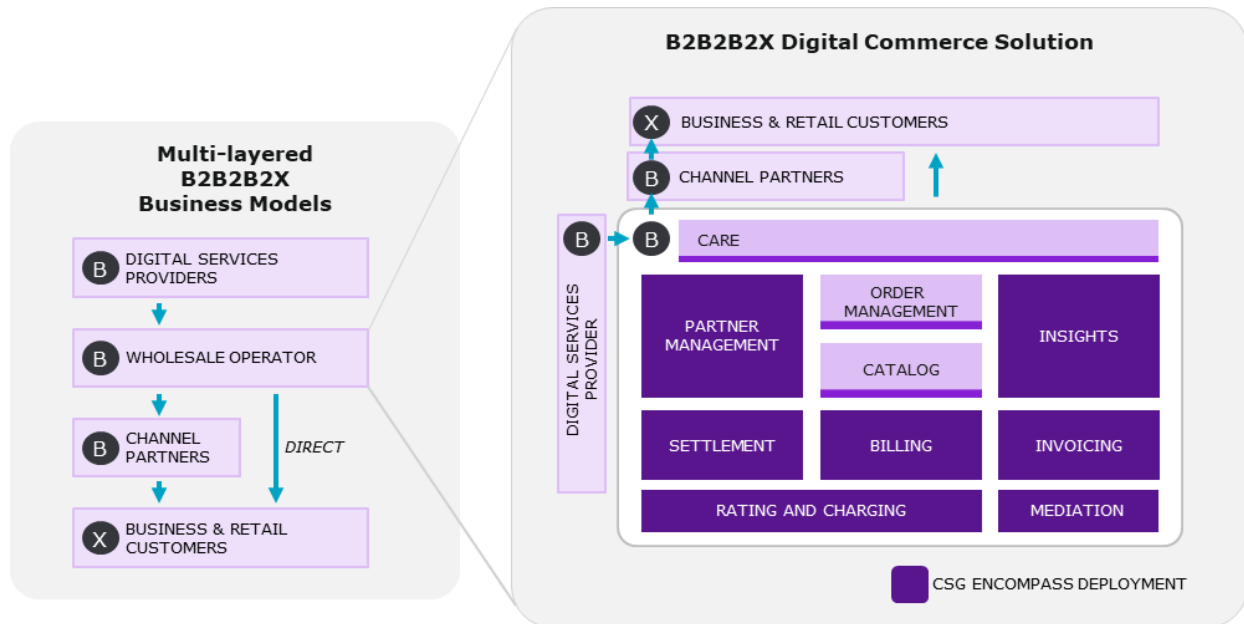 Multi-layered
B2B2B2X
Business Models
B
DIGITAL SERVICES
PROVIDERS
B
WHOLESALE OPERATOR
B
CHANNEL
PARTNERS
DIRECT
X
BUSINESS & RETAIL
CUSTOMERS
B2B2B2X Digital Commerce Solution
X
BUSINESS & RETAIL CUSTOMERS
B
CHANNEL PARTNERS
B
DIGITAL SERVICES
PROVIDER
B
CARE
PARTNER
MANAGEMENT
ORDER
MANAGEMENT
CATALOG
INSIGHTS
SETTLEMENT
BILLING
INVOICING
RATING AND CHARGING
MEDIATION
CSG ENCOMPASS DEPLOYMENT